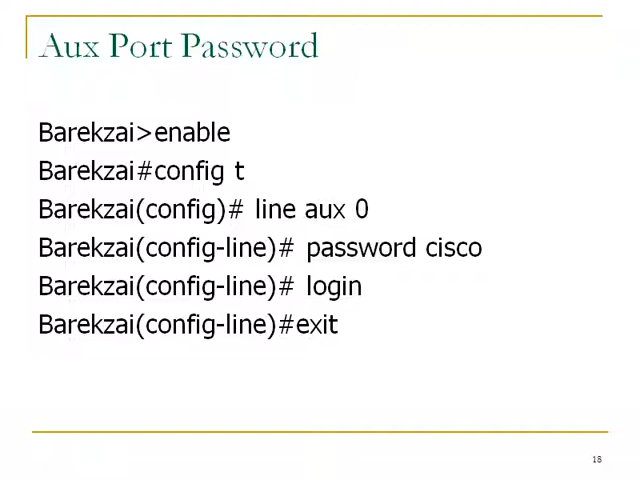 Aux Port Password
Barekzai>enable
Barekzai#config t
Barekzai(config)# line aux 0
Barekzai(config-line)# password cisco
Barekzai(config-line)# login
Barekzai(config-line)#exit
18